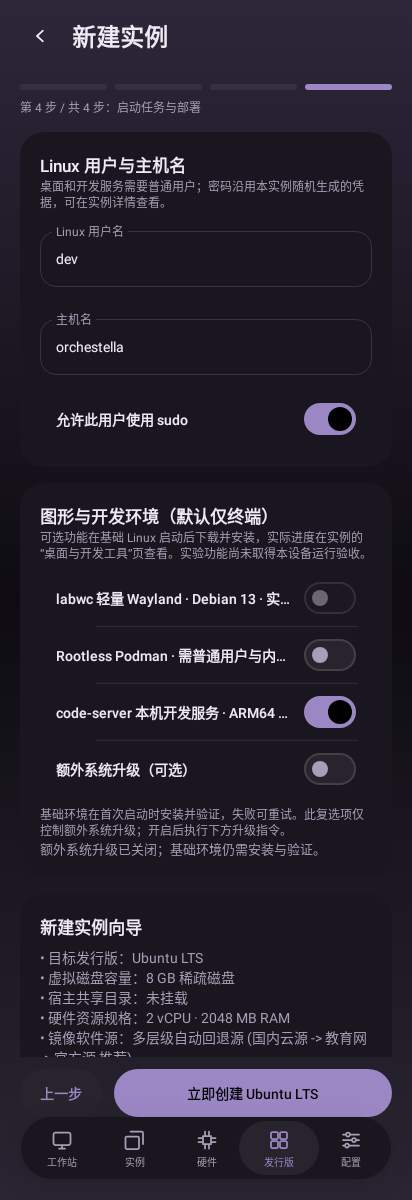 新建实例
第 4 步 / 共 4 步：启动任务与部署
Linux 用户与主机名
桌面和开发服务需要普通用户；密码沿用本实例随机生成的凭
据，可在实例详情查看。
Linux 用户名
dev
主机名
orchestella
允许此用户使用 sudo
图形与开发环境（默认仅终端）
可选功能在基础 Linux 启动后下载并安装，实际进度在实例的
“桌面与开发工具”页查看。实验功能尚未取得本设备运行验收。
labwc 轻量 Wayland · Debian 13 · 实...
Rootless Podman · 需普通用户与内...
code-server 本机开发服务 · ARM64 ...
额外系统升级（可选）
基础环境在首次启动时安装并验证，失败可重试。此复选项仅
控制额外系统升级；开启后执行下方升级指令。
额外系统升级已关闭；基础环境仍需安装与验证。
新建实例向导
• 目标发行版：Ubuntu LTS
• 虚拟磁盘容量：8 GB 稀疏磁盘
• 宿主共享目录：未挂载
• 硬件资源规格：2 vCPU · 2048 MB RAM
• 镜像软件源：多层级自动回退源 (国内云源 -> 教育网
-> 官方源 推荐)
上一步
立即创建 Ubuntu LTS
工作站
实例
硬件
发行版
配置